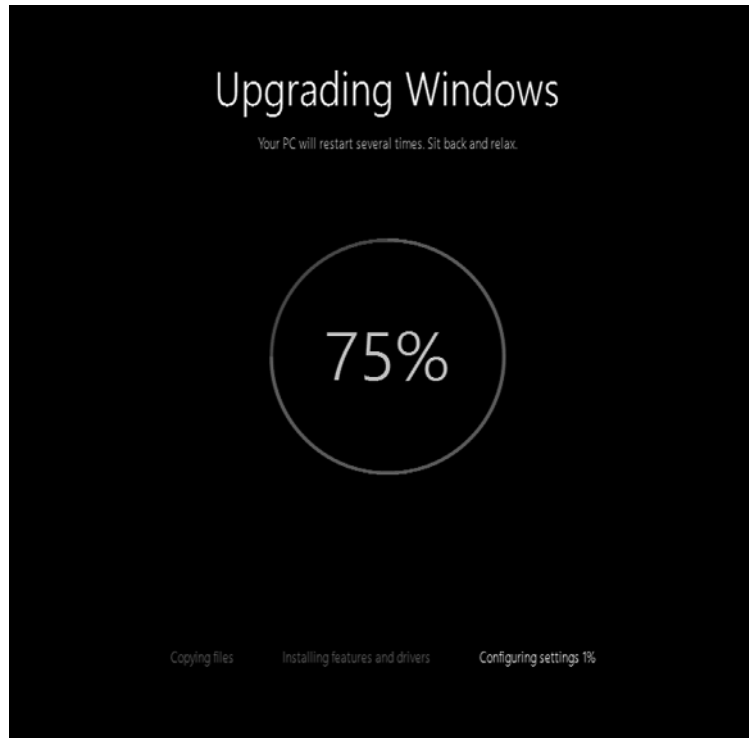 Upgrading Windows
Your PC will restart several times. Sit back and relax.
75%
Copying files Installing features and drivers Configuring settings 1%